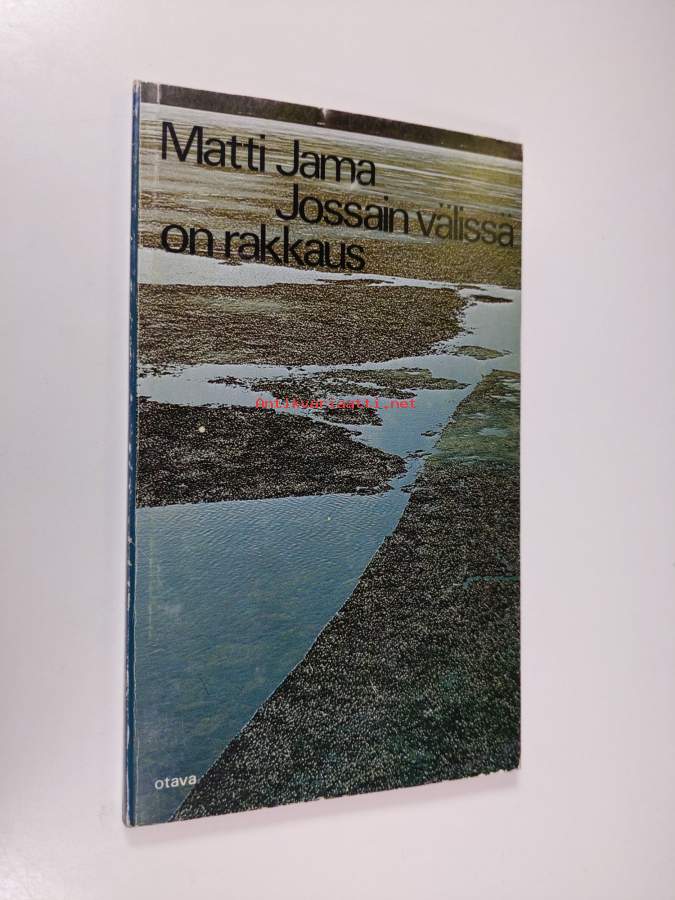 Matti Jama
Jossain välissä
on rakkaus
Antikvariaatti.net
otava